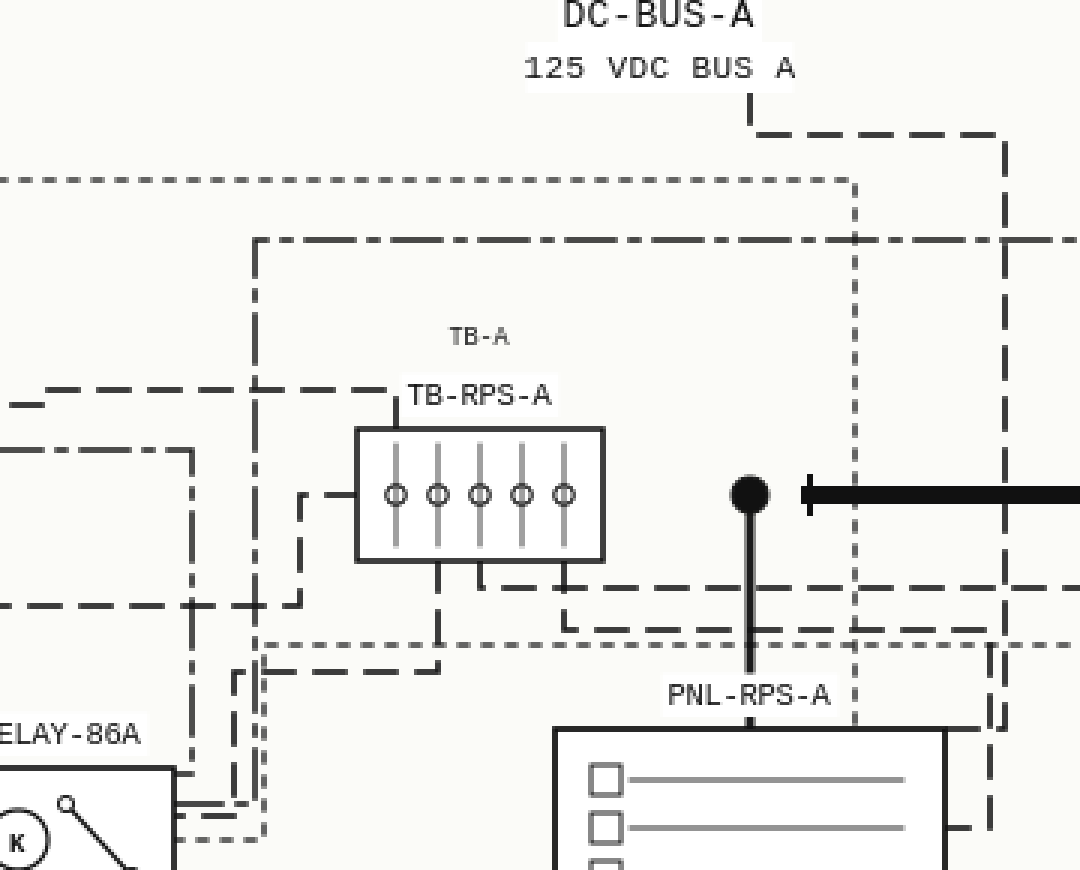 DC-BUS-A
125 VDC BUS A
TB-A
TB-RPS-A
PNL-RPS-A
ELAY-86A
K